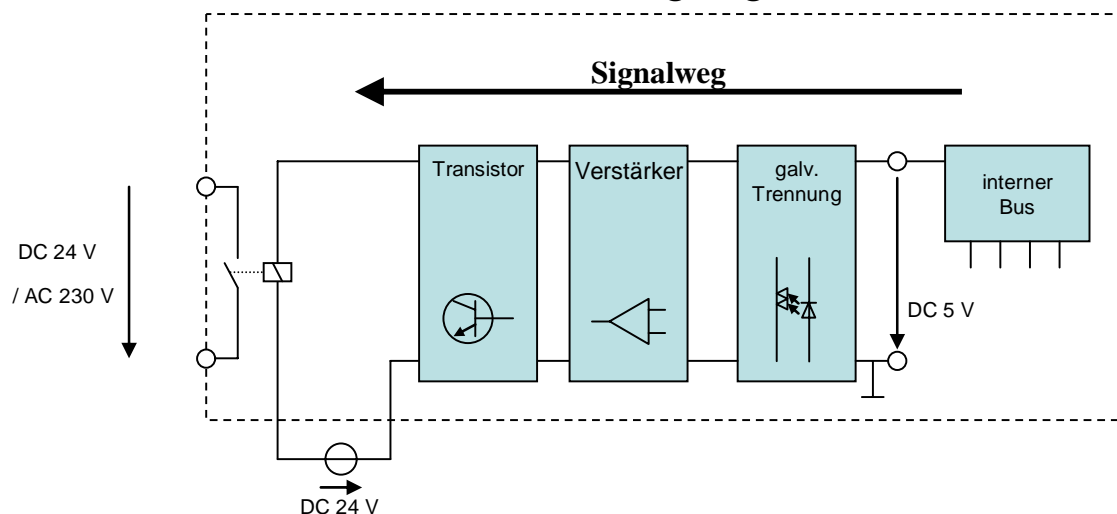 Signalweg
Transistor
Verstärker
galv.
Trennung
interner
Bus
DC 24 V
/ AC 230 V
DC 5 V
DC 24 V